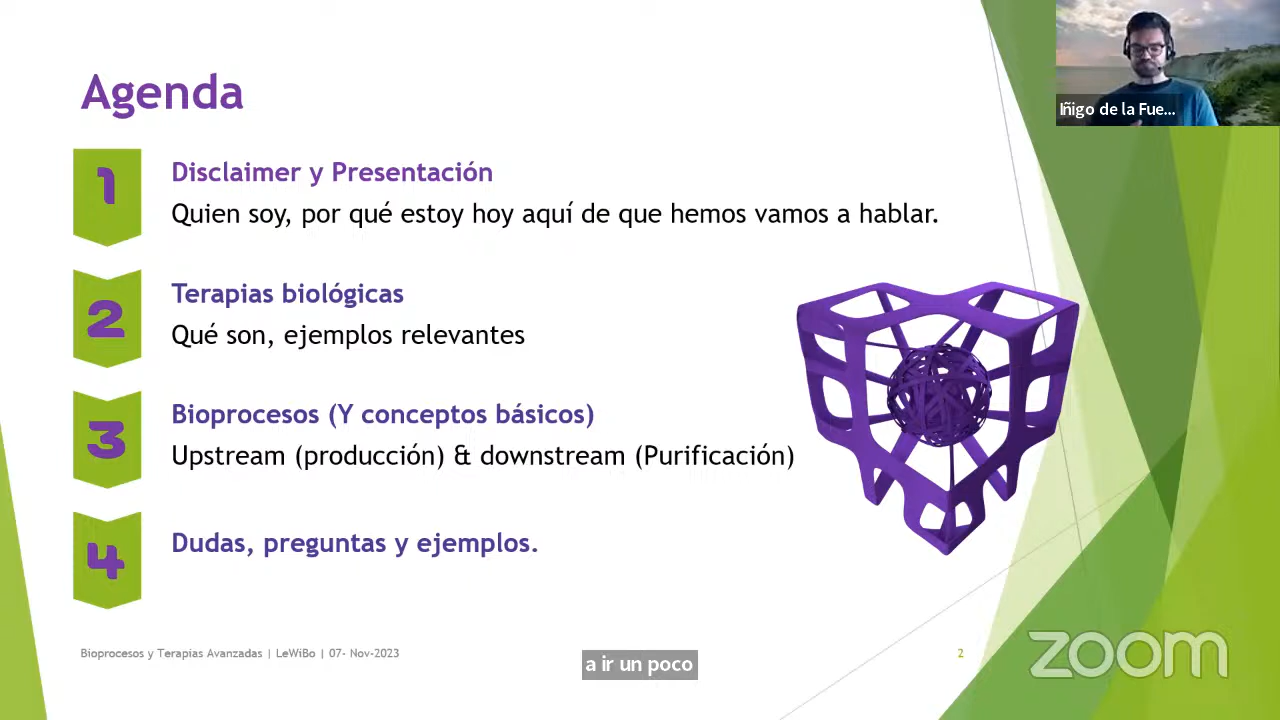 Agenda
Iñigo de la Fue...
1
Disclaimer y Presentación
Quien soy, por qué estoy hoy aquí de que hemos vamos a hablar.
2
Terapias biológicas
Qué son, ejemplos relevantes
3
Bioprocesos (Y conceptos básicos)
Upstream (producción) & downstream (Purificación)
4
Dudas, preguntas y ejemplos.
Bioprocesos y Terapias Avanzadas | LeWiBo | 07- Nov-2023
a ir un poco
2
zoom